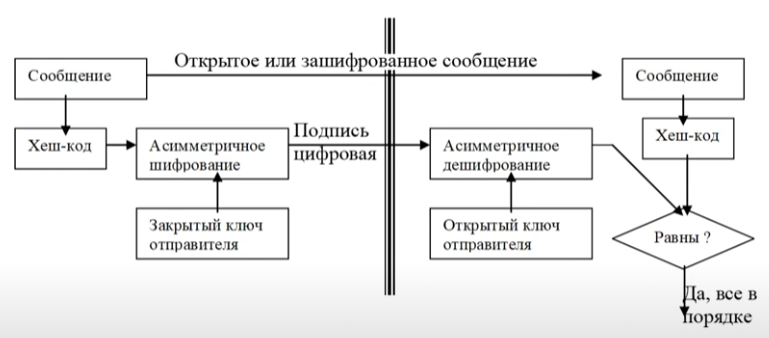 Открытое или зашифрованное сообщение
Сообщение
Сообщение
Хеш-код
Асимметричное
шифрование
Подпись
цифровая
Асимметричное
дешифрование
Хеш-код
Закрытый ключ
отправителя
Открытый ключ
отправителя
Равны ?
Да, все в
порядке